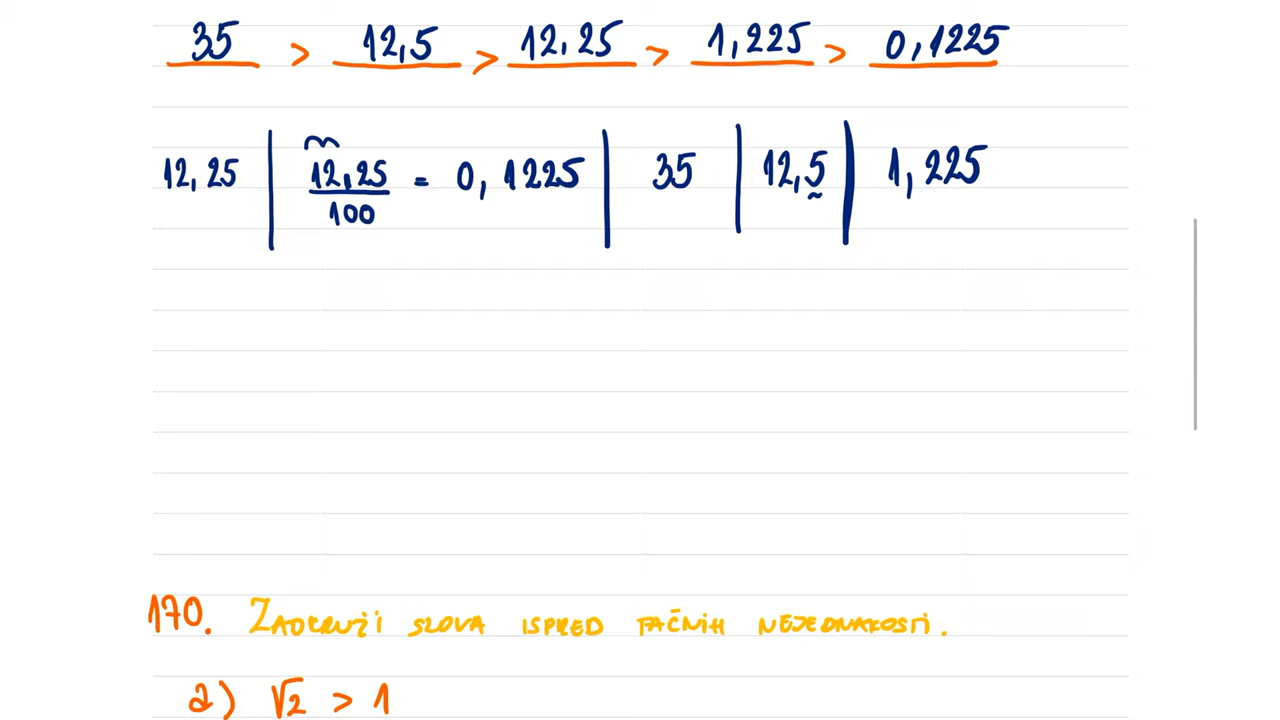 35 > 12,5 > 12,25 > 1,225 > 0,1225
12,25 | 12,25/100 = 0,1225 | 35 | 12,5 | 1,225
170. ZAOKRUŽI SLOVA ISPRED TAČNIH NEJEDNAKOSTI.
a) √2 > 1